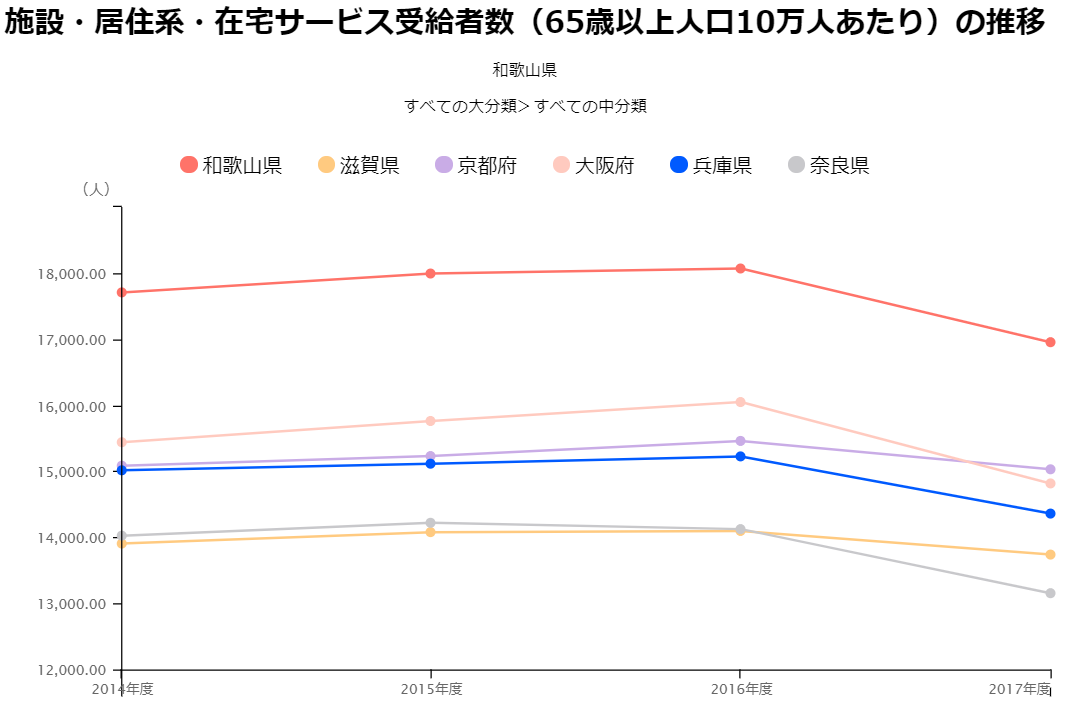 施設・居住系・在宅サービス受給者数（65歳以上人口10万人あたり）の推移
和歌山県
すべての大分類＞すべての中分類
和歌山県 滋賀県 京都府 大阪府 兵庫県 奈良県
（人）
18,000.00
17,000.00
16,000.00
15,000.00
14,000.00
13,000.00
12,000.00
2014年度 2015年度 2016年度 2017年度